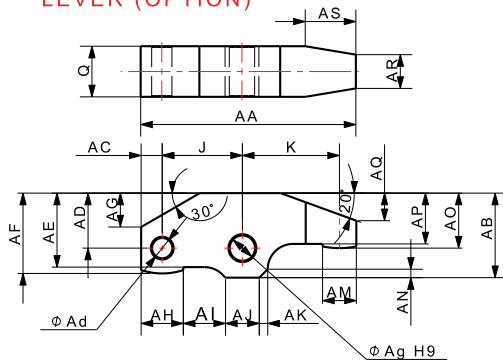 LEVER (OPTION)
AS
Q
AR
AA
AC
J
K
AQ
AF
AE
AD
AG
30°
20°
AP
AO
AB
AM
AN
Φ Ad
AH
AI
AJ
AK
Φ Ag H9